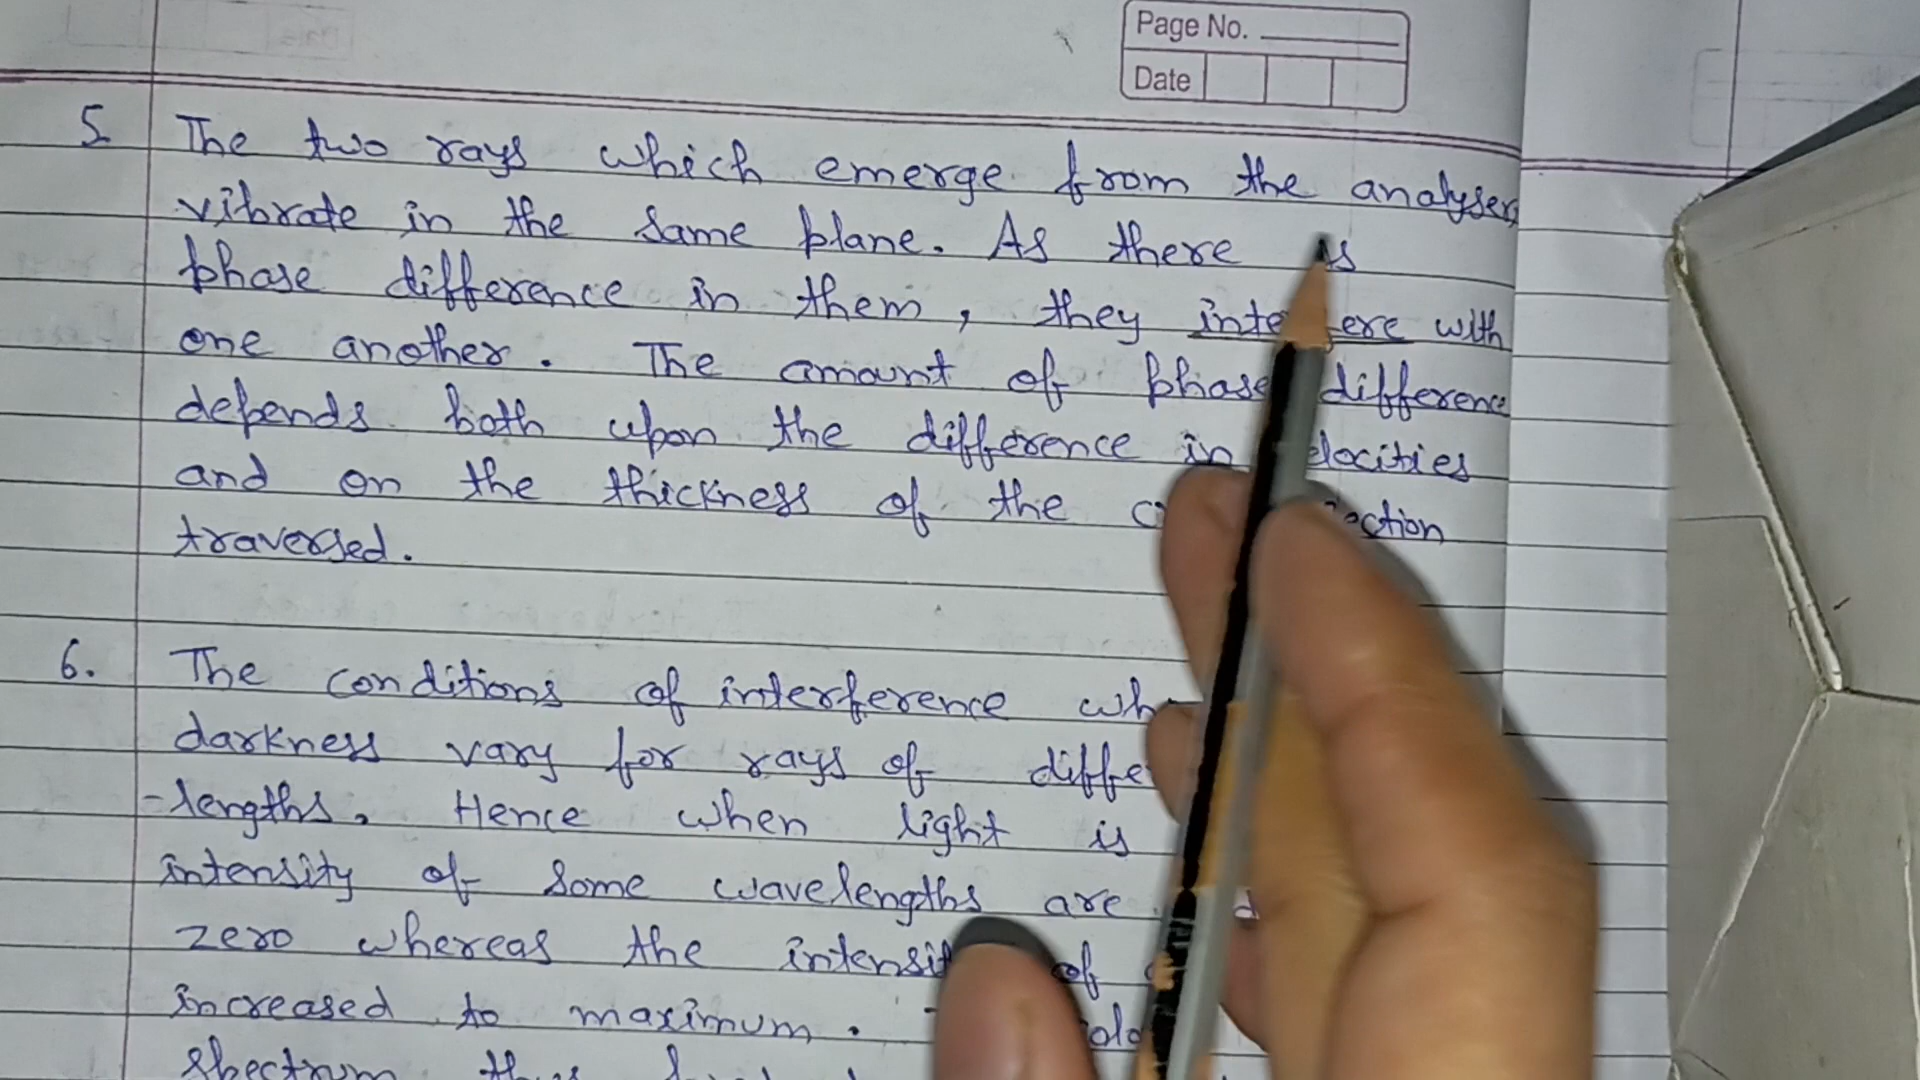 Page No.
Date
5. The two rays which emerge from the analyser,
vibrate in the same plane. As there is
phase difference in them, they interfere with
one another. The amount of phase difference
depends both upon the difference in
and on the thickness of the
traversed.
6. The conditions of interference
darkness vary for rays of
-lengths. Hence when light is
intensity of some wavelengths are
zero whereas the of
increased to maximum.
spectrum thus